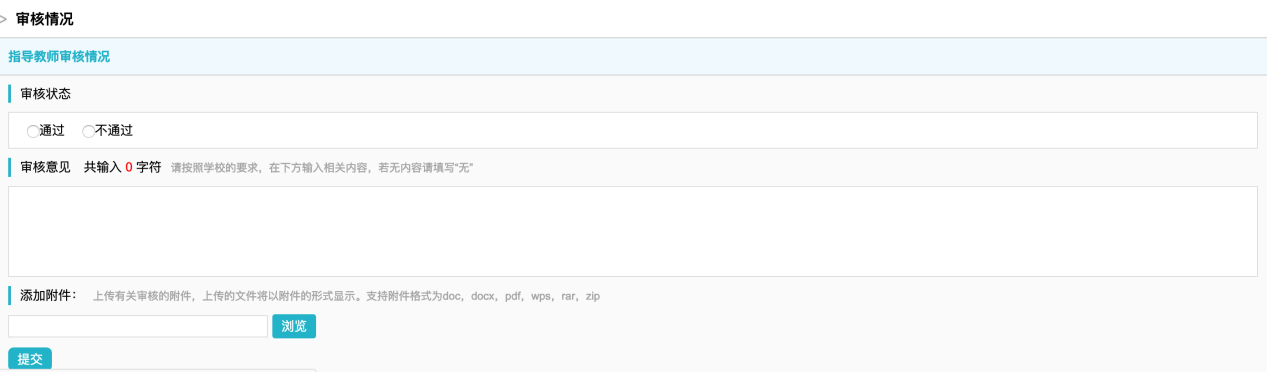 > 审核情况
指导教师审核情况
审核状态
通过 不通过
审核意见 共输入 0 字符 请按照学校的要求，在下方输入相关内容，若无内容请填写“无”
添加附件： 上传有关审核的附件，上传的文件将以附件的形式显示。支持附件格式为doc，docx，pdf，wps，rar，zip
浏览
提交